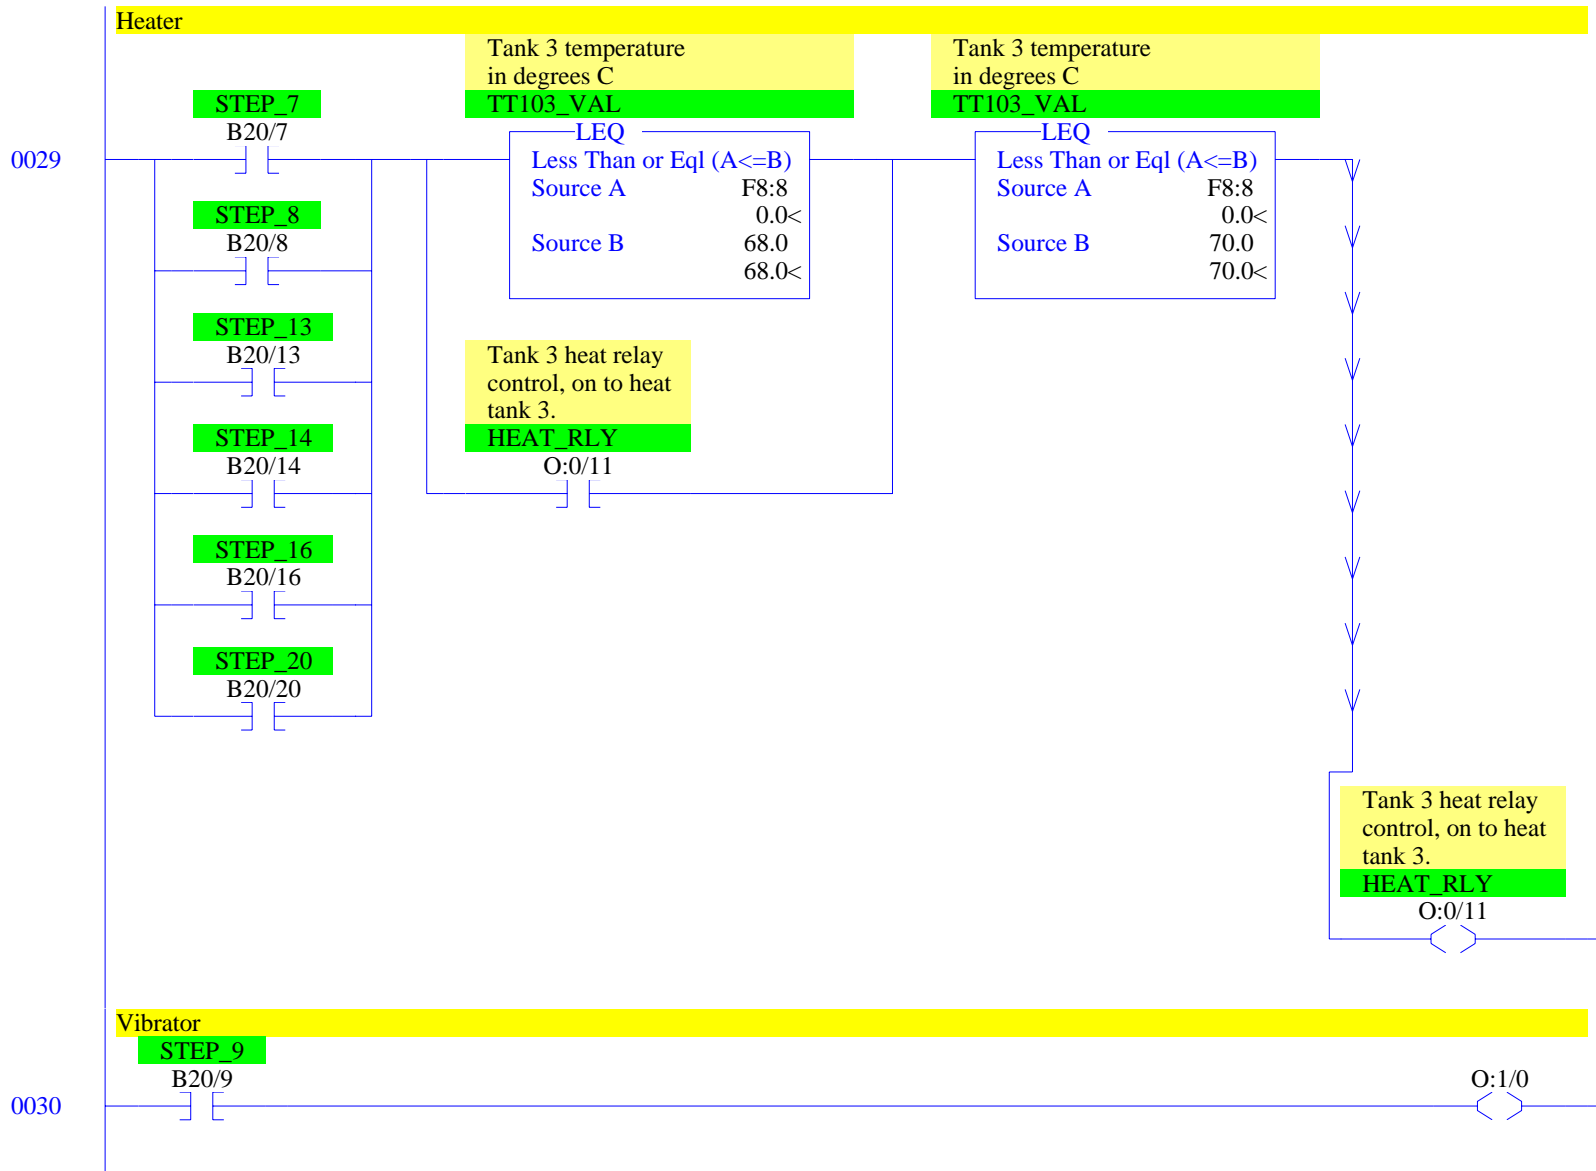 Heater
Tank 3 temperature
in degrees C
TT103_VAL
Tank 3 temperature
in degrees C
TT103_VAL
STEP_7
B20/7
0029
LEQ
Less Than or Eql (A<=B)
Source A F8:8
0.0<
Source B 68.0
68.0<
LEQ
Less Than or Eql (A<=B)
Source A F8:8
0.0<
Source B 70.0
70.0<
STEP_8
B20/8
STEP_13
B20/13
Tank 3 heat relay
control, on to heat
tank 3.
HEAT_RLY
O:0/11
STEP_14
B20/14
STEP_16
B20/16
STEP_20
B20/20
Tank 3 heat relay
control, on to heat
tank 3.
HEAT_RLY
O:0/11
Vibrator
STEP_9
B20/9
0030
O:1/0